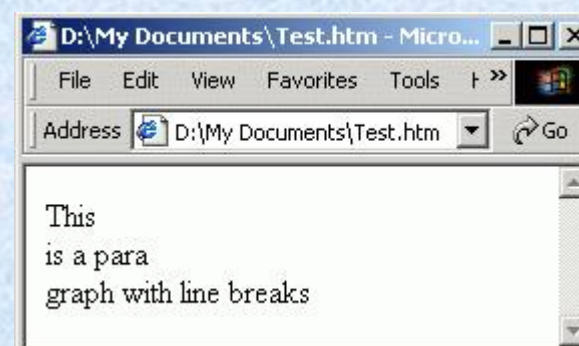 D:\My Documents\Test.htm - Micro...
File Edit View Favorites Tools »
Address D:\My Documents\Test.htm Go
This
is a para
graph with line breaks